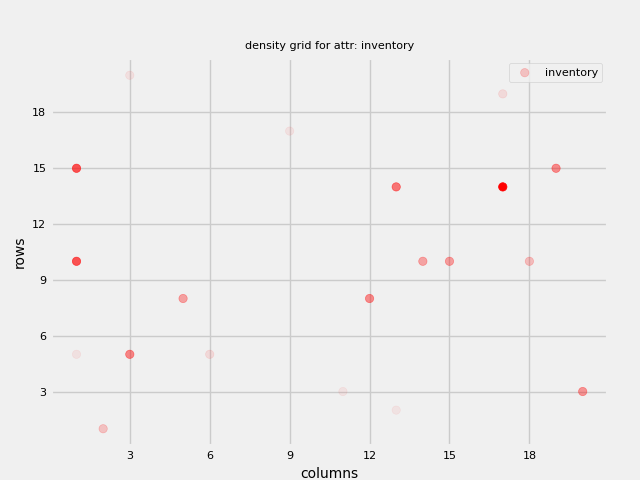 density grid for attr: inventory
inventory
18
15
12
9
6
3
rows
3 6 9 12 15 18
columns